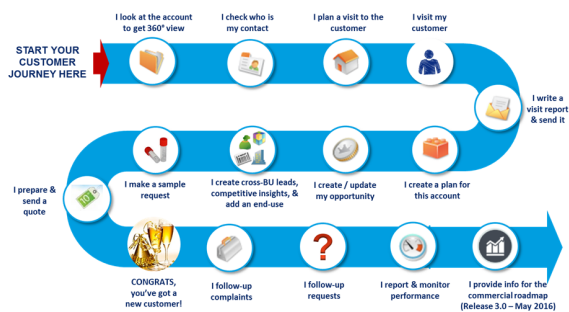 I look at the account
to get 360° view
I check who is
my contact
I plan a visit to the
customer
I visit my
customer
START YOUR
CUSTOMER
JOURNEY HERE
I write a
visit report
& send it
I create a plan for
this account
I create / update
my opportunity
I create cross-BU leads,
competitive insights, &
add an end-use
I make a sample
request
I prepare &
send a
quote
10
CONGRATS,
you've got a
new customer!
I follow-up
complaints
?
I follow-up
requests
I report & monitor
performance
I provide info for the
commercial roadmap
(Release 3.0 – May 2016)